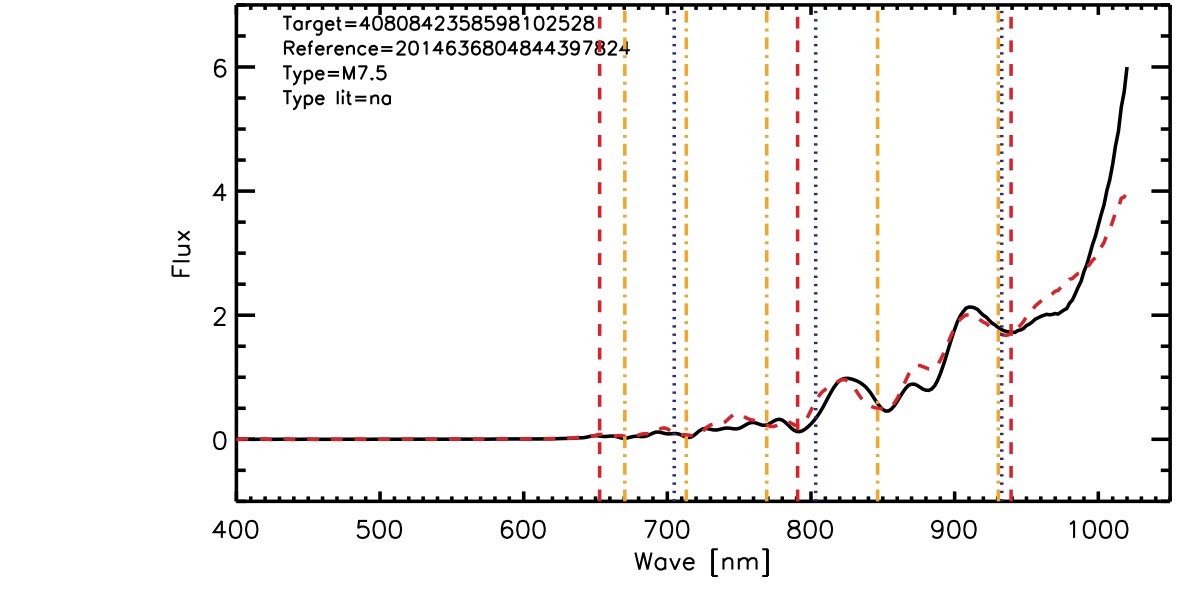 Target=4080842358598102528
Reference=2014636804844397824
Type=M7.5
Type lit=na
6
4
2
0
Flux
400 500 600 700 800 900 1000
Wave [nm]